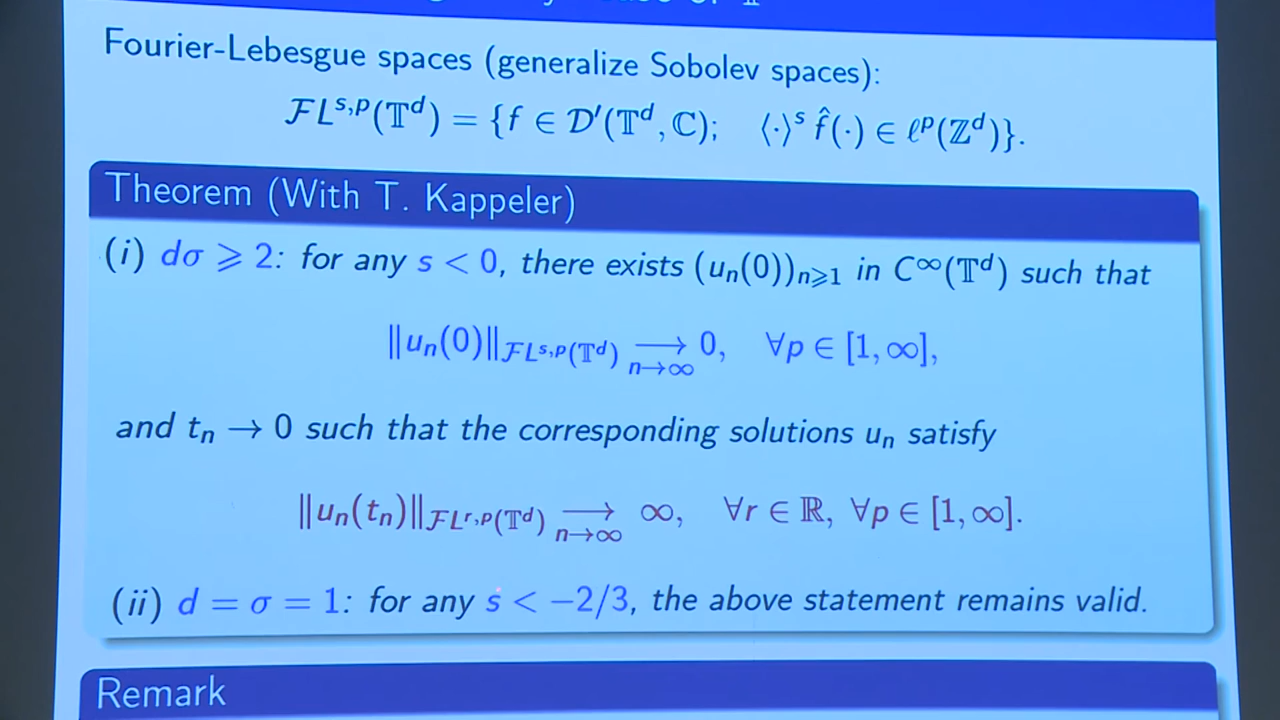 Fourier-Lebesgue spaces (generalize Sobolev spaces):
ℱL^{s,p}(𝕋^d) = {f ∈ 𝒟′(𝕋^d, ℂ); ⟨·⟩^s f̂(·) ∈ ℓ^p(ℤ^d)}.
Theorem (With T. Kappeler)
(i) dσ ⩾ 2: for any s < 0, there exists (u_n(0))_{n⩾1} in C^∞(𝕋^d) such that
‖u_n(0)‖_{ℱL^{s,p}(𝕋^d)} ⟶_{n→∞} 0, ∀p ∈ [1, ∞],
and t_n → 0 such that the corresponding solutions u_n satisfy
‖u_n(t_n)‖_{ℱL^{r,p}(𝕋^d)} ⟶_{n→∞} ∞, ∀r ∈ ℝ, ∀p ∈ [1, ∞].
(ii) d = σ = 1: for any s < −2/3, the above statement remains valid.
Remark